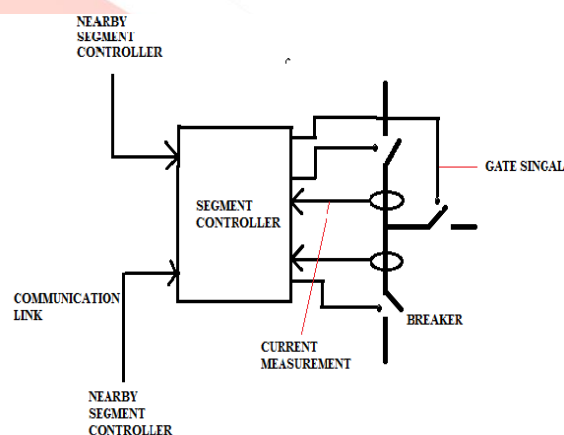 NEARBY
SEGMENT
CONTROLLER
GATE SINGAL
SEGMENT
CONTROLLER
COMMUNICATION
LINK
BREAKER
CURRENT
MEASUREMENT
NEARBY
SEGMENT
CONTROLLER